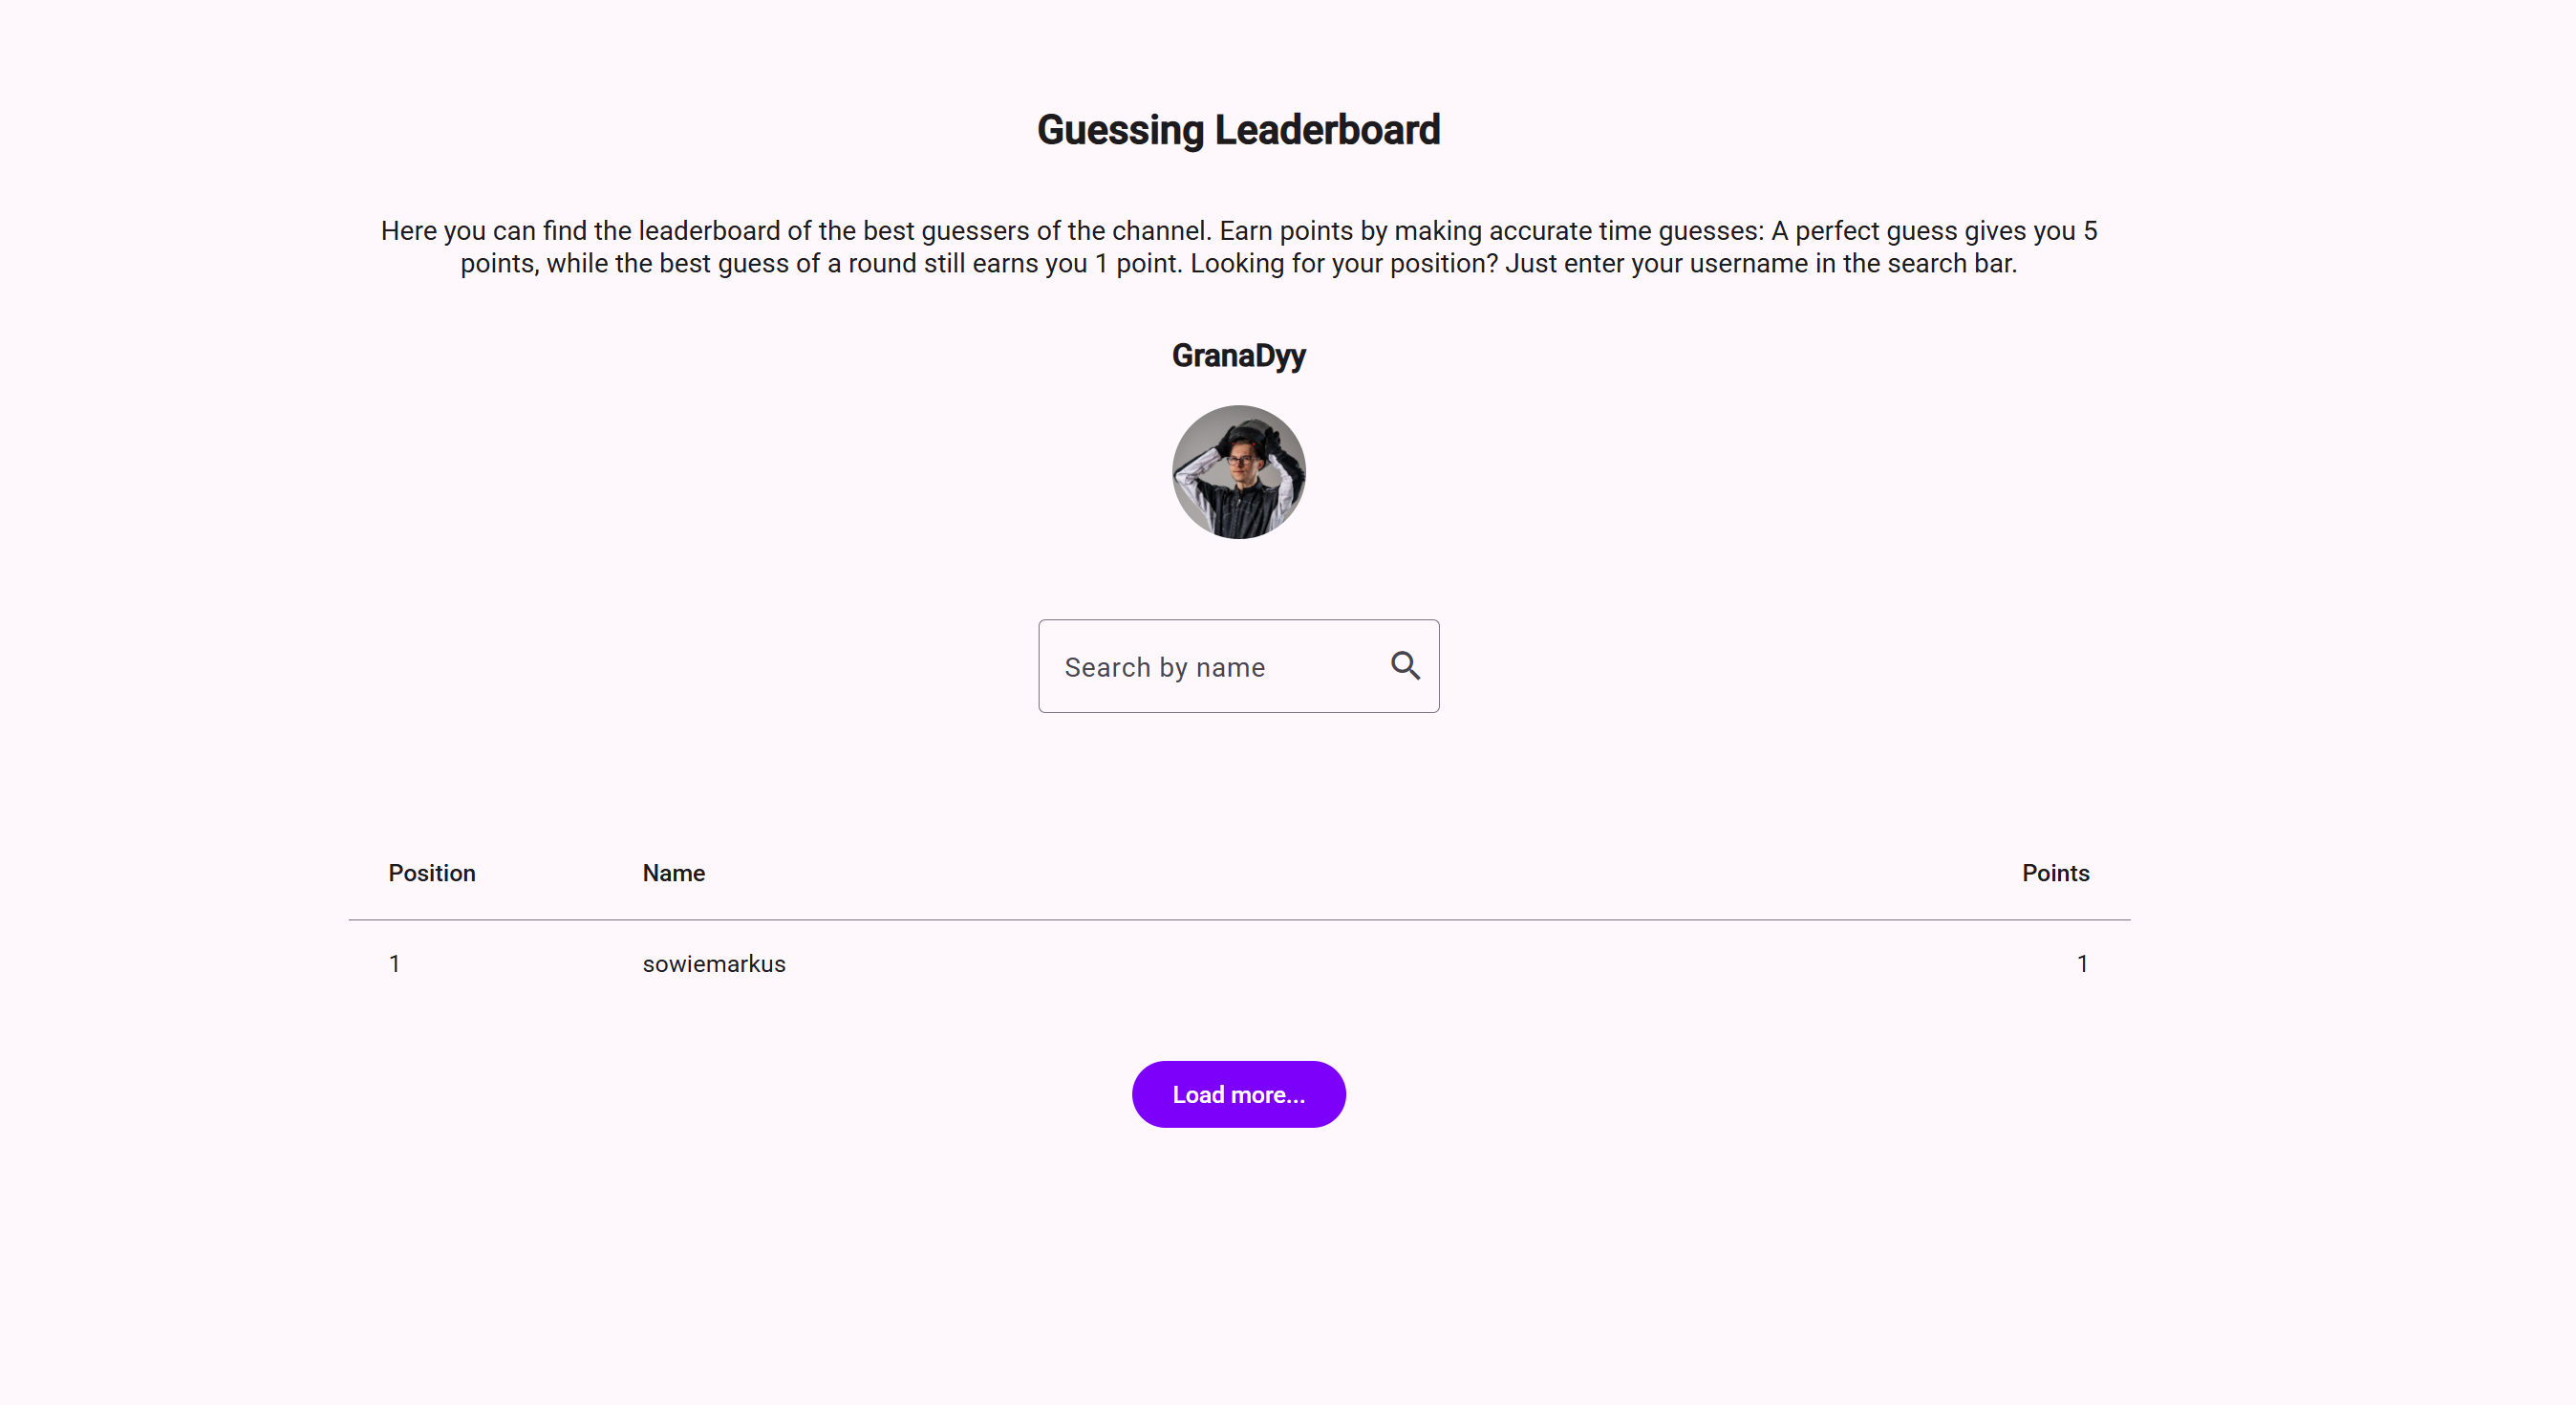 Guessing Leaderboard
Here you can find the leaderboard of the best guessers of the channel. Earn points by making accurate time guesses: A perfect guess gives you 5
points, while the best guess of a round still earns you 1 point. Looking for your position? Just enter your username in the search bar.
GranaDyy
Search by name
Position Name Points
1 sowiemarkus 1
Load more...